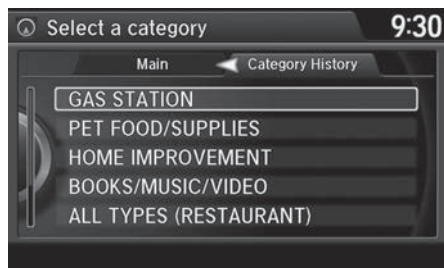 Select a category 9:30
Main Category History
GAS STATION
PET FOOD/SUPPLIES
HOME IMPROVEMENT
BOOKS/MUSIC/VIDEO
ALL TYPES (RESTAURANT)